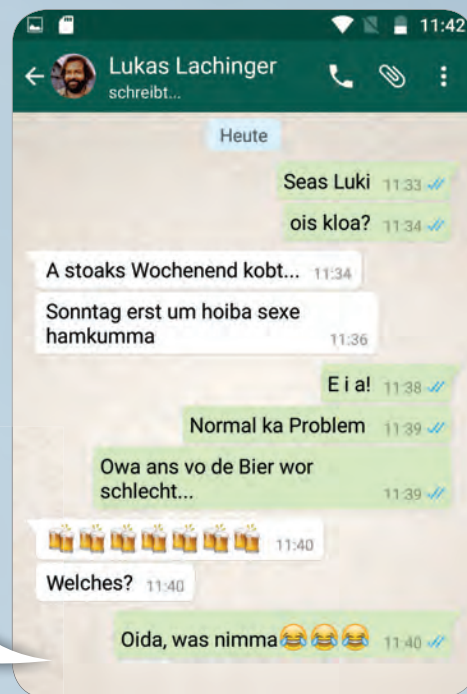 11:42
Lukas Lachinger
schreibt...
Heute
Seas Luki 11:33
ois kloa? 11:34
A stoaks Wochenend kobt... 11:34
Sonntag erst um hoiba sexe
hamkumma 11:36
E i a! 11:38
Normal ka Problem 11:39
Owa ans vo de Bier wor
schlecht... 11:39
🍻🍻🍻🍻🍻🍻🍻 11:40
Welches? 11:40
Oida, was nimma😂😂😂 11:40